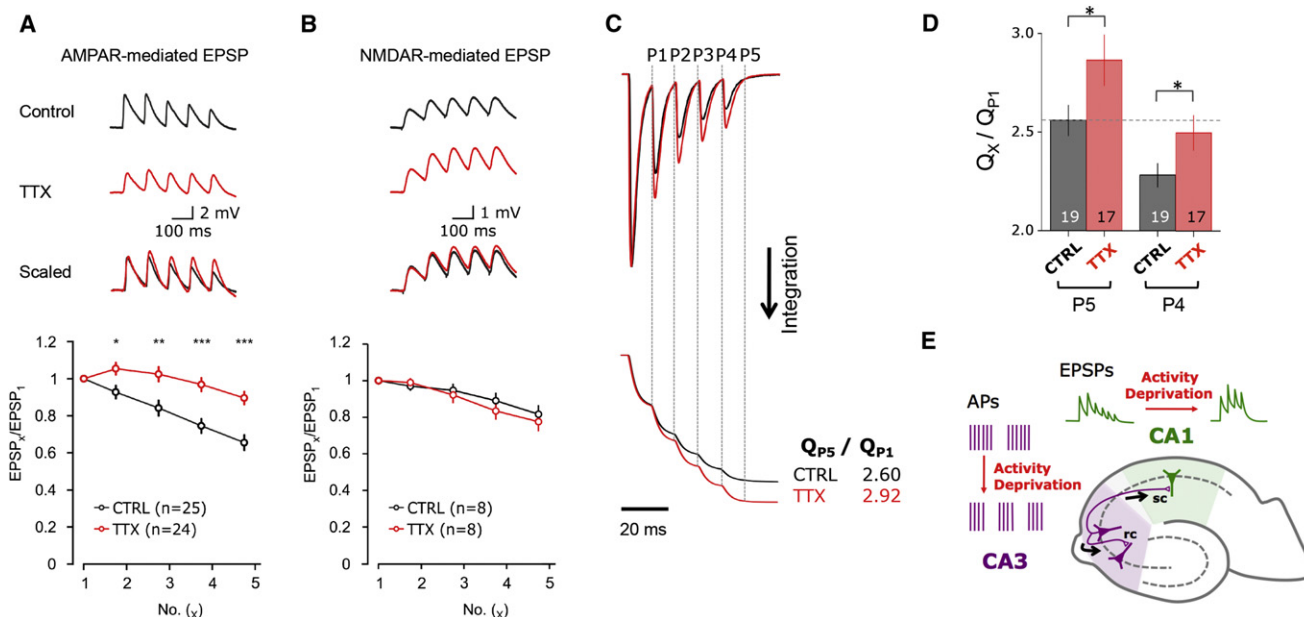 A
AMPAR-mediated EPSP
Control
TTX
2 mV
100 ms
Scaled
* ** *** ***
1.2
1
0.8
0.6
0.4
0.2
0
EPSPx/EPSP1
CTRL (n=25)
TTX (n=24)
1 2 3 4 5
No. (x)
B
NMDAR-mediated EPSP
1 mV
100 ms
1.2
1
0.8
0.6
0.4
0.2
0
EPSPx/EPSP1
CTRL (n=8)
TTX (n=8)
1 2 3 4 5
No. (x)
C
P1 P2 P3 P4 P5
Integration
QP5 / QP1
CTRL 2.60
TTX 2.92
20 ms
D
* *
3.0
2.5
2.0
QX / QP1
19 17 19 17
CTRL TTX CTRL TTX
P5 P4
E
EPSPs
Activity
Deprivation
CA1
APs
Activity
Deprivation
CA3
sc
rc